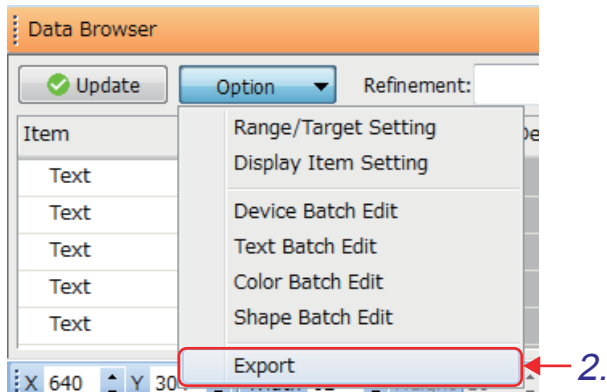 Data Browser
Update Option Refinement:
Item
Text
Text
Text
Text
Text
Range/Target Setting
Display Item Setting
Device Batch Edit
Text Batch Edit
Color Batch Edit
Shape Batch Edit
Export
2.
X 640 Y 30